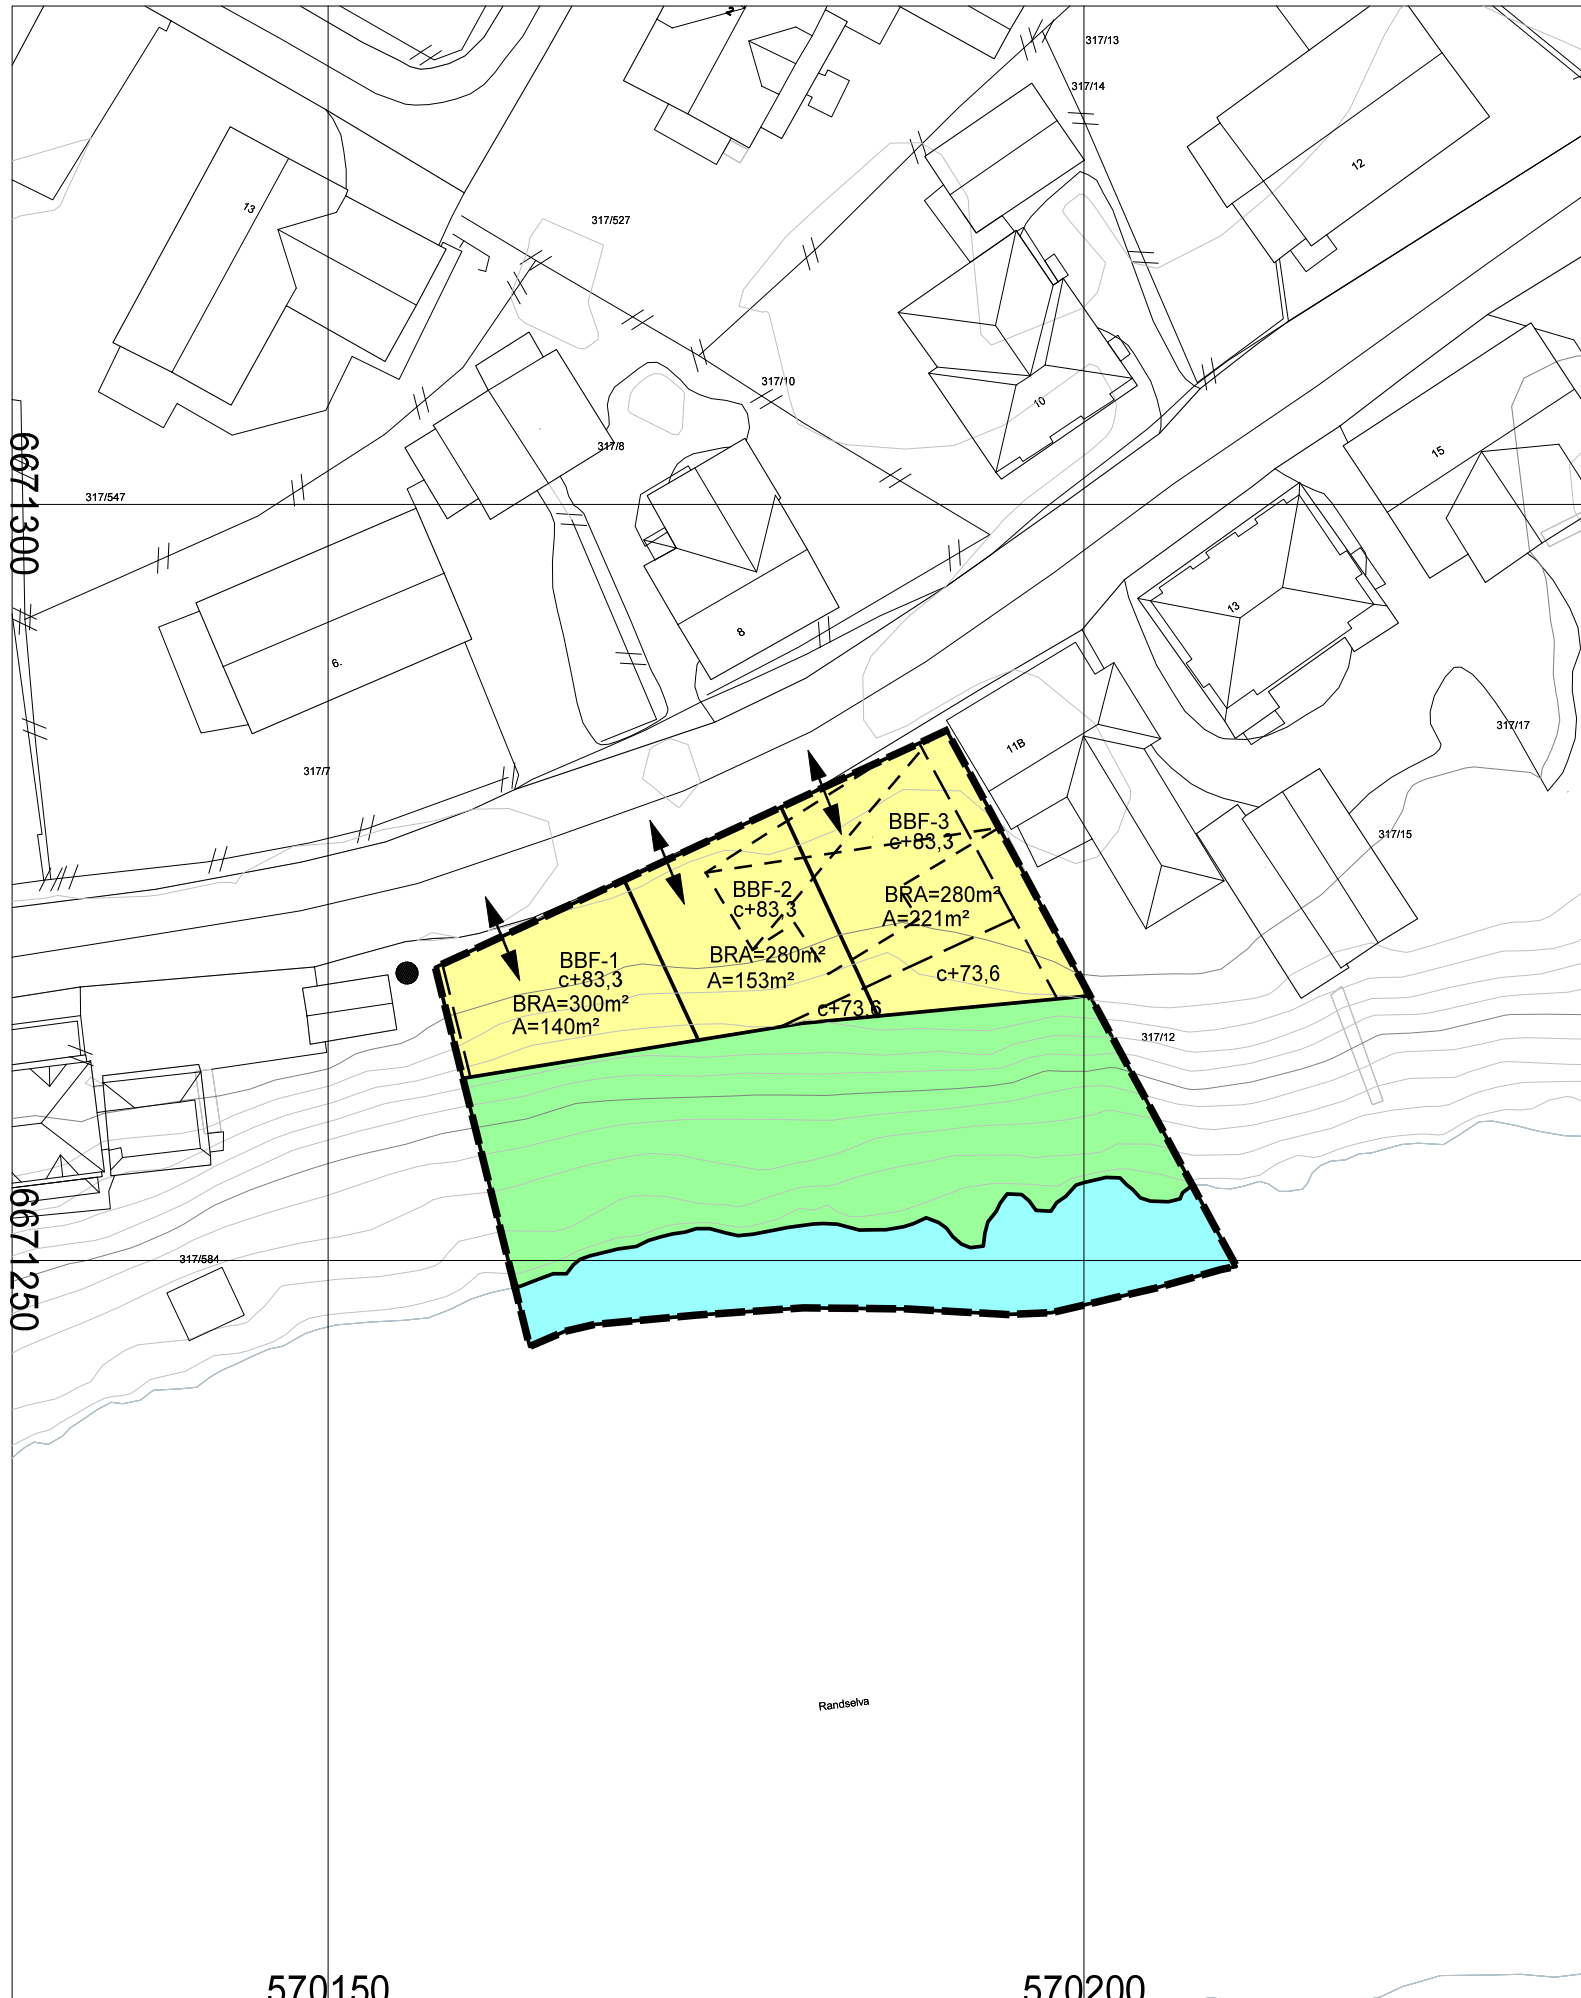 2
317/13
317/14
12
13
317/527
317/10
10
317/8
15
317/547
6671300
13
8
6.
317/17
11B
317/7
317/15
BBF-3
c+83,3
BBF-2
c+83,3
BRA=280m²
A=221m²
BRA=280m²
A=153m²
BBF-1
c+83,3
BRA=300m²
A=140m²
c+73,6
c+73,6
317/12
6671250
317/584
Randselva
570150
570200